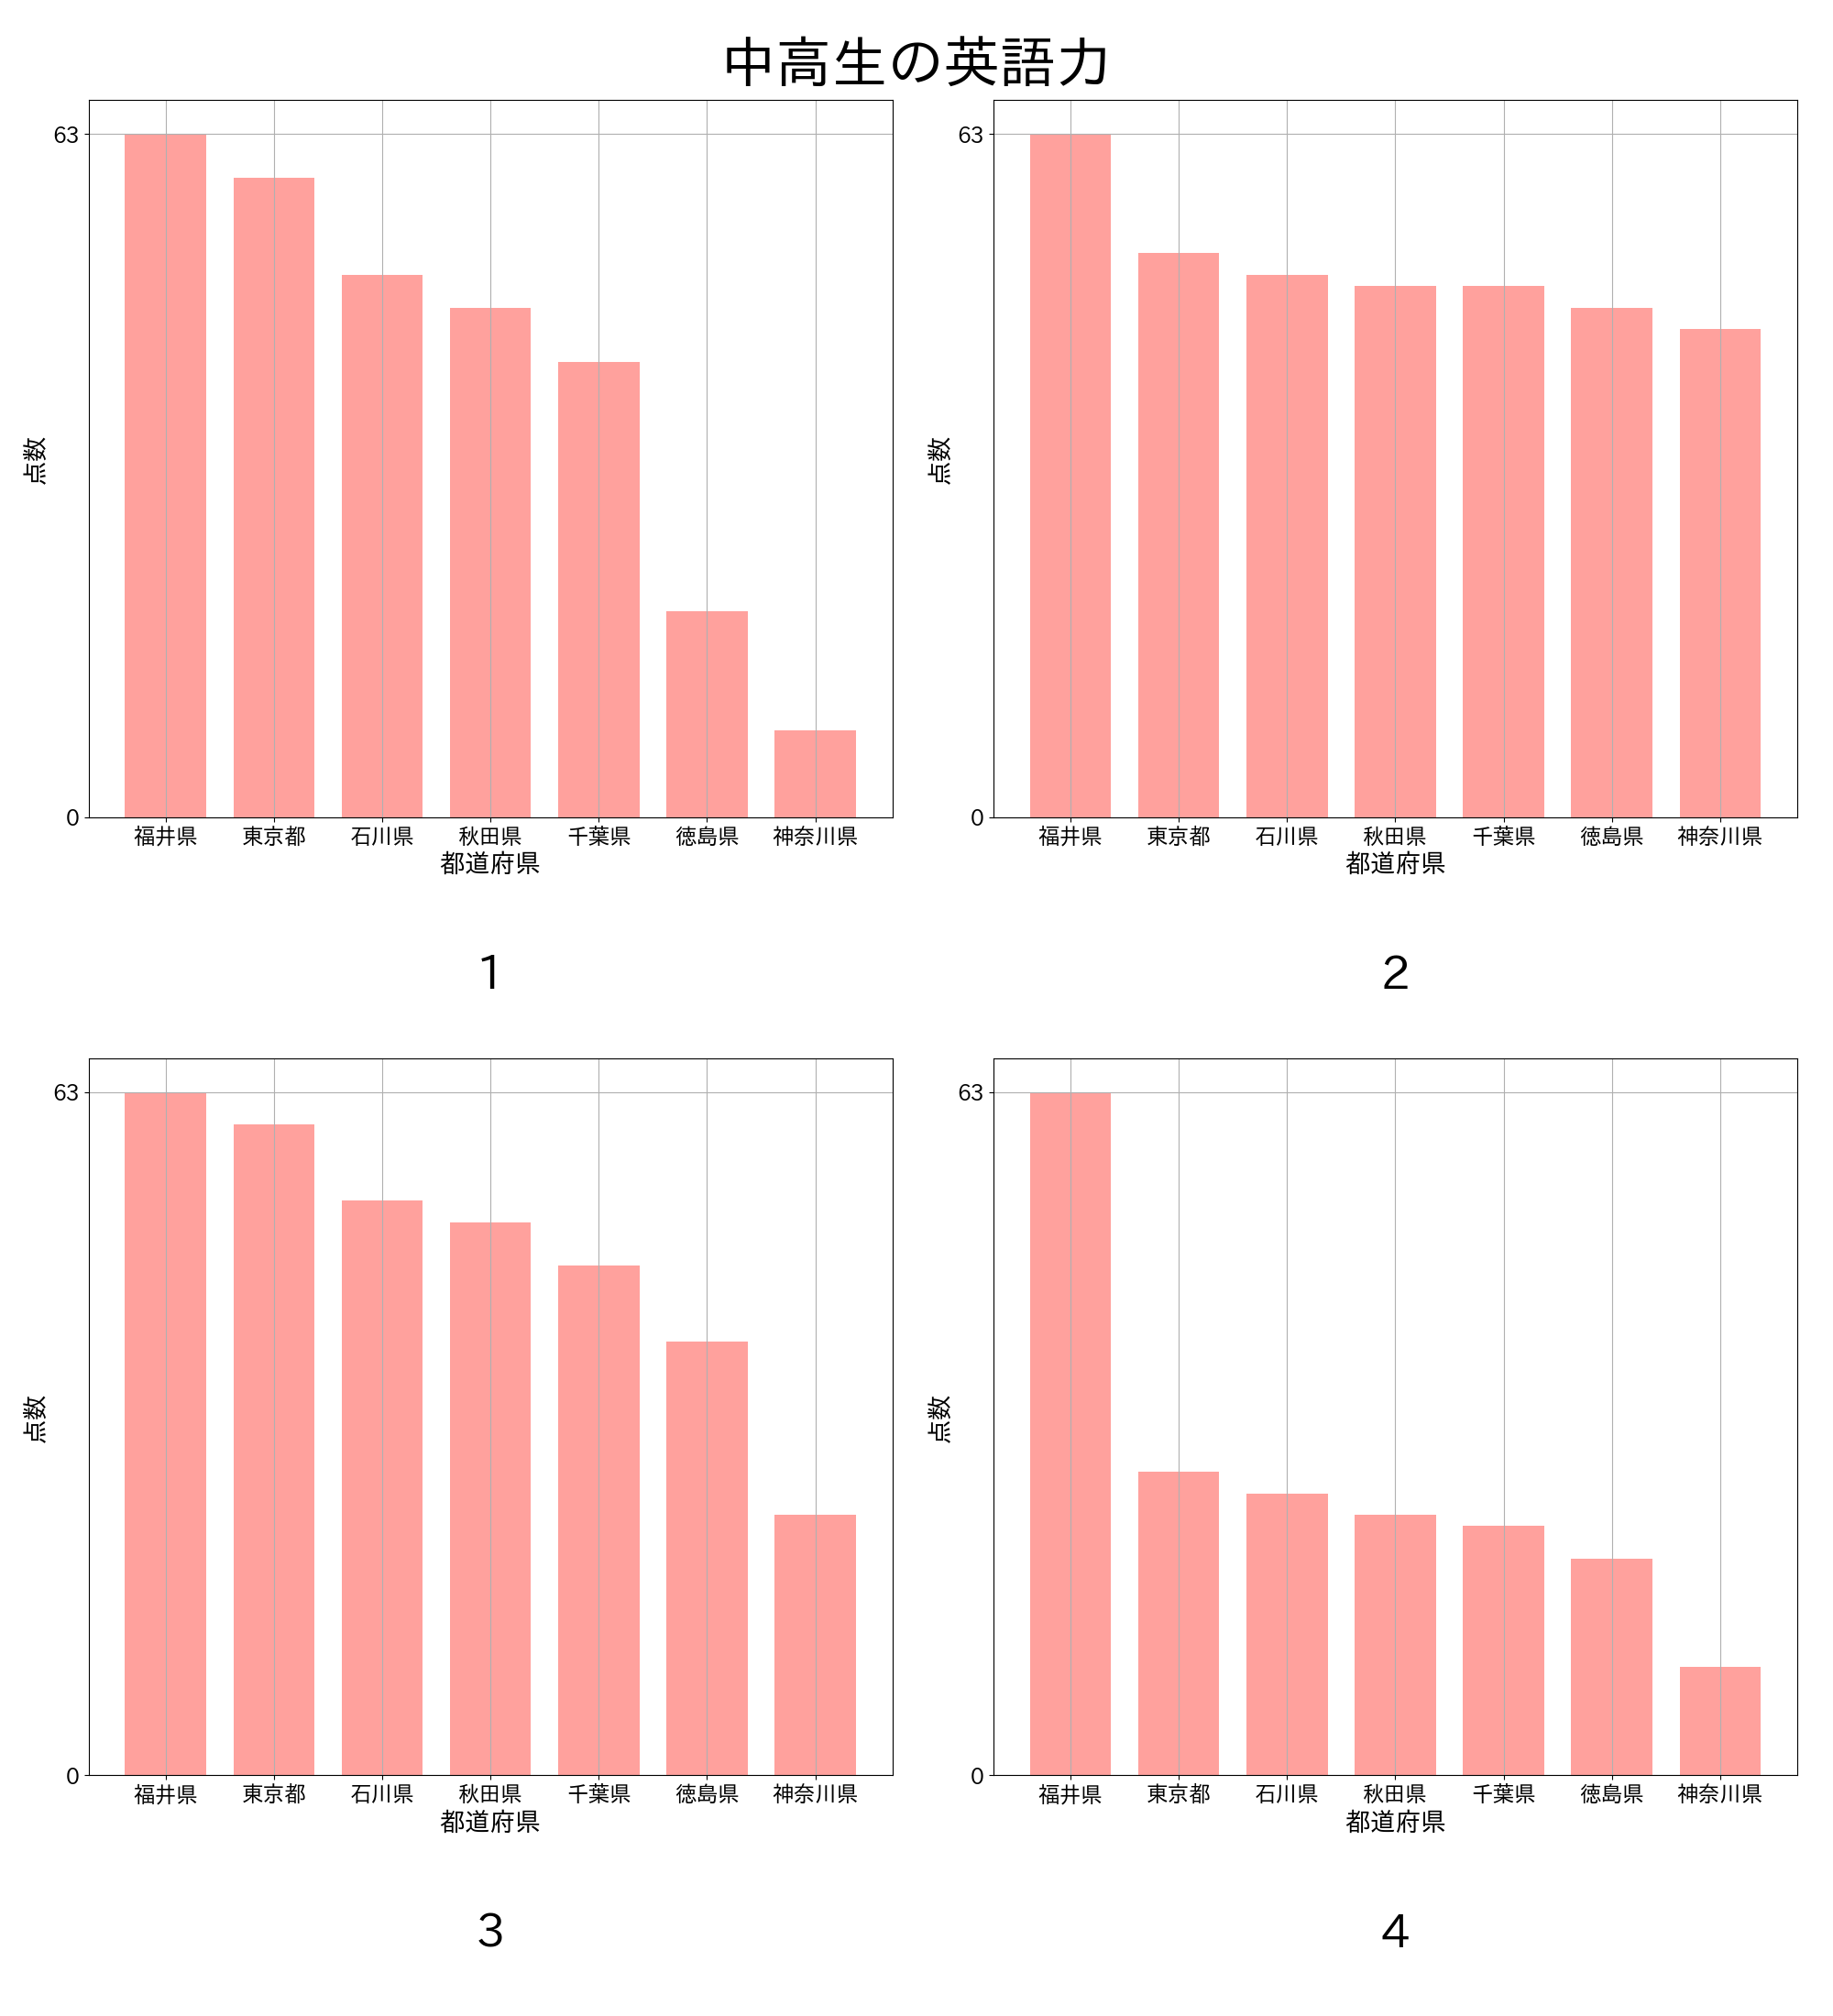 中高生の英語力
63
0
点数
福井県 東京都 石川県 秋田県 千葉県 徳島県 神奈川県
都道府県
1
63
0
点数
福井県 東京都 石川県 秋田県 千葉県 徳島県 神奈川県
都道府県
2
63
0
点数
福井県 東京都 石川県 秋田県 千葉県 徳島県 神奈川県
都道府県
3
63
0
点数
福井県 東京都 石川県 秋田県 千葉県 徳島県 神奈川県
都道府県
4